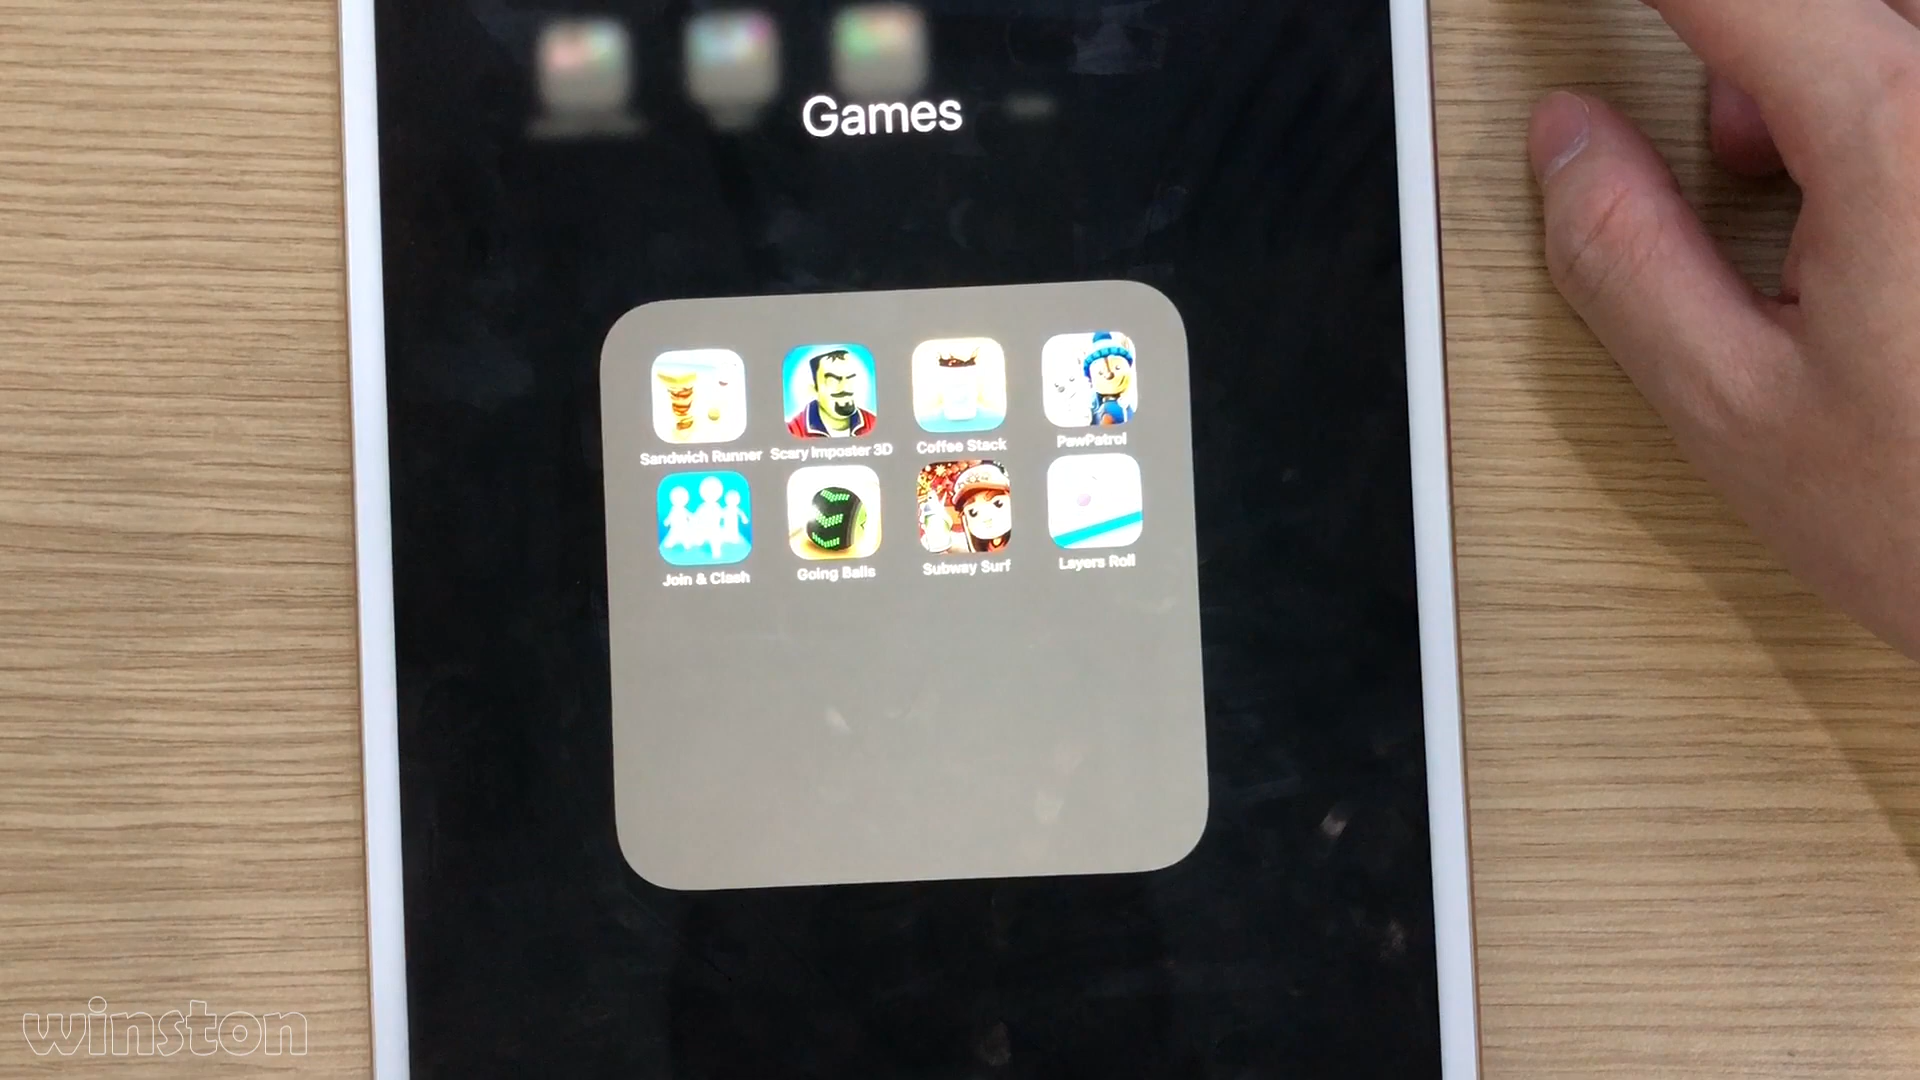 Games
Sandwich Runner
Scary Imposter 3D
Coffee Stack
PawPatrol
Join & Clash
Going Balls
Subway Surf
Layers Roll
winston